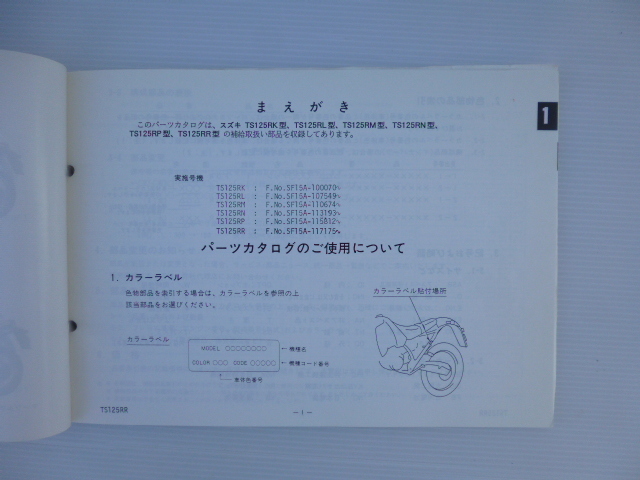 まえがき
1
このパーツカタログは、スズキ TS125RK型、TS125RL型、TS125RM型、TS125RN型、
TS125RP型、TS125RR型 の補給取扱い部品を収録してあります。
実施号機
TS125RK : F.No.SF15A-100070~
TS125RL : F.No.SF15A-107549~
TS125RM : F.No.SF15A-110674~
TS125RN : F.No.SF15A-113193~
TS125RP : F.No.SF15A-115812~
TS125RR : F.No.SF15A-117175~
パーツカタログのご使用について
1. カラーラベル
色物部品を索引する場合は、カラーラベルを参照の上
該当部品をお選びください。
カラーラベル貼付場所
カラーラベル
MODEL ○○○○○○○○ 機種名
COLOR ○○○ CODE ○○○○○ 機種コード番号
車体色番号
TS125RR
-1-